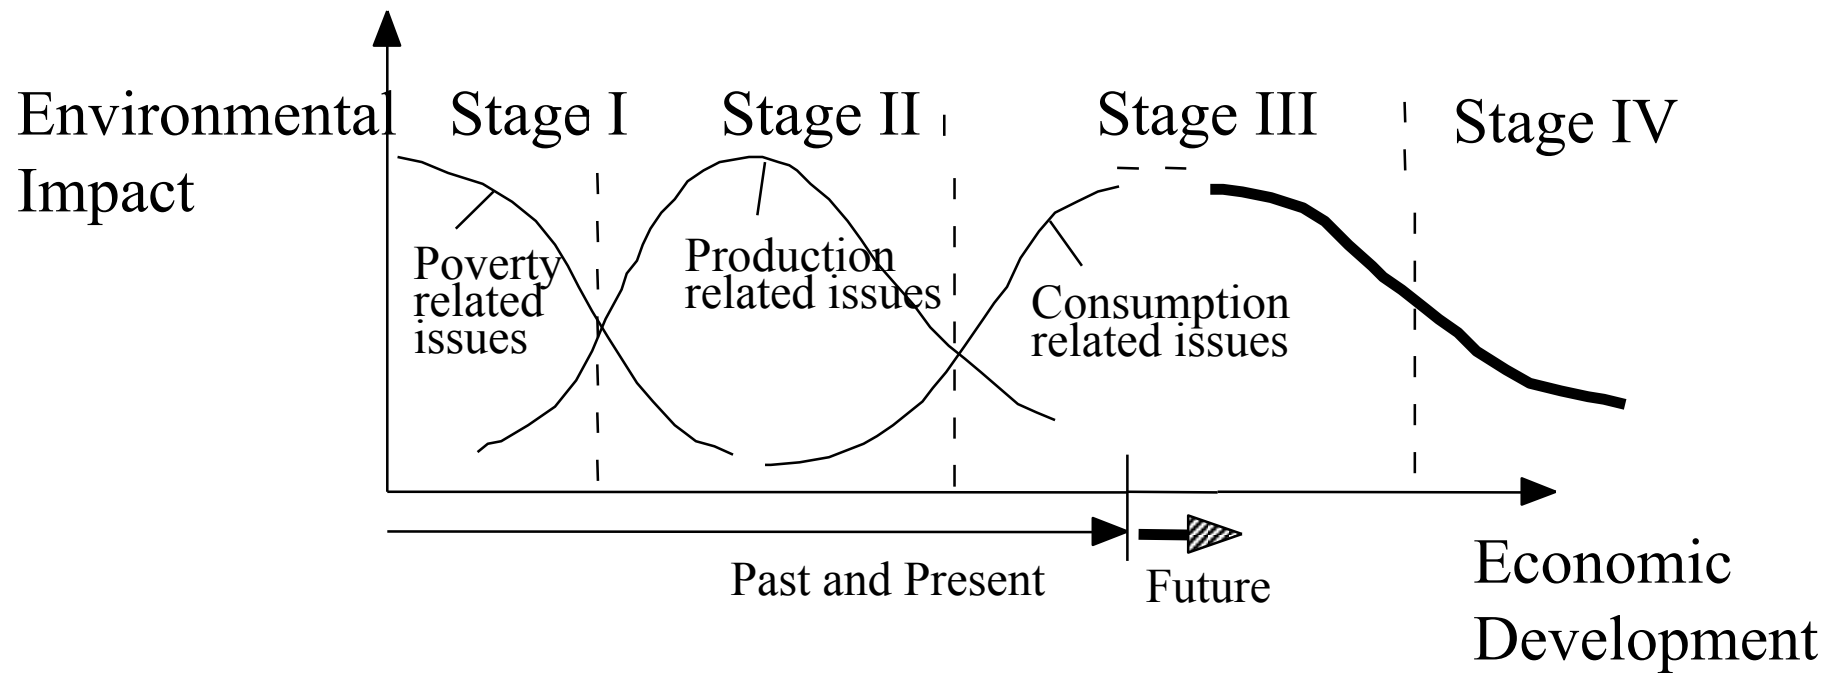 Environmental
Impact
Stage I
Stage II
Stage III
Stage IV
Poverty
related
issues
Production
related issues
Consumption
related issues
Past and Present
Future
Economic
Development